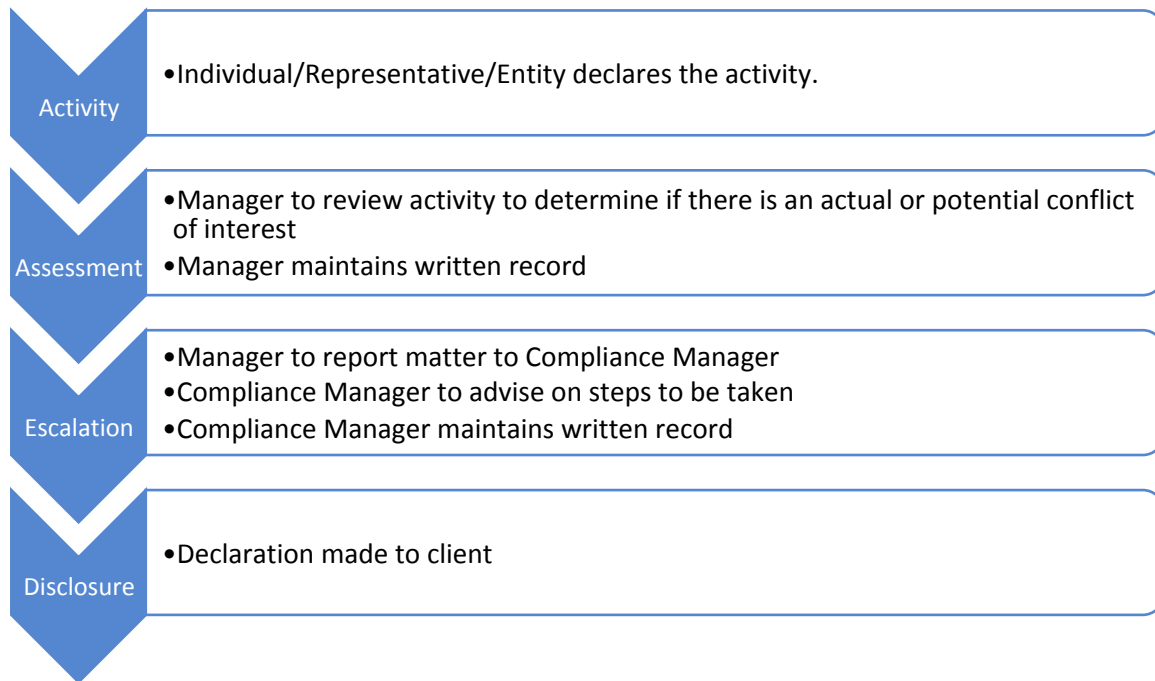 Activity
•Individual/Representative/Entity declares the activity.
Assessment
•Manager to review activity to determine if there is an actual or potential conflict
of interest
•Manager maintains written record
Escalation
•Manager to report matter to Compliance Manager
•Compliance Manager to advise on steps to be taken
•Compliance Manager maintains written record
Disclosure
•Declaration made to client